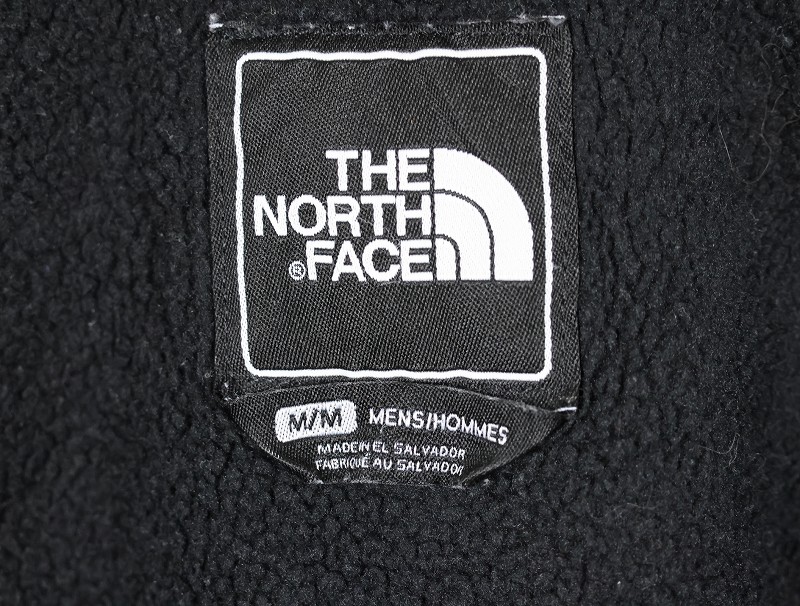 THE
NORTH
®FACE
M/M MENS/HOMMES
MADE IN EL SALVADOR
FABRIQUÉ AU SALVADOR